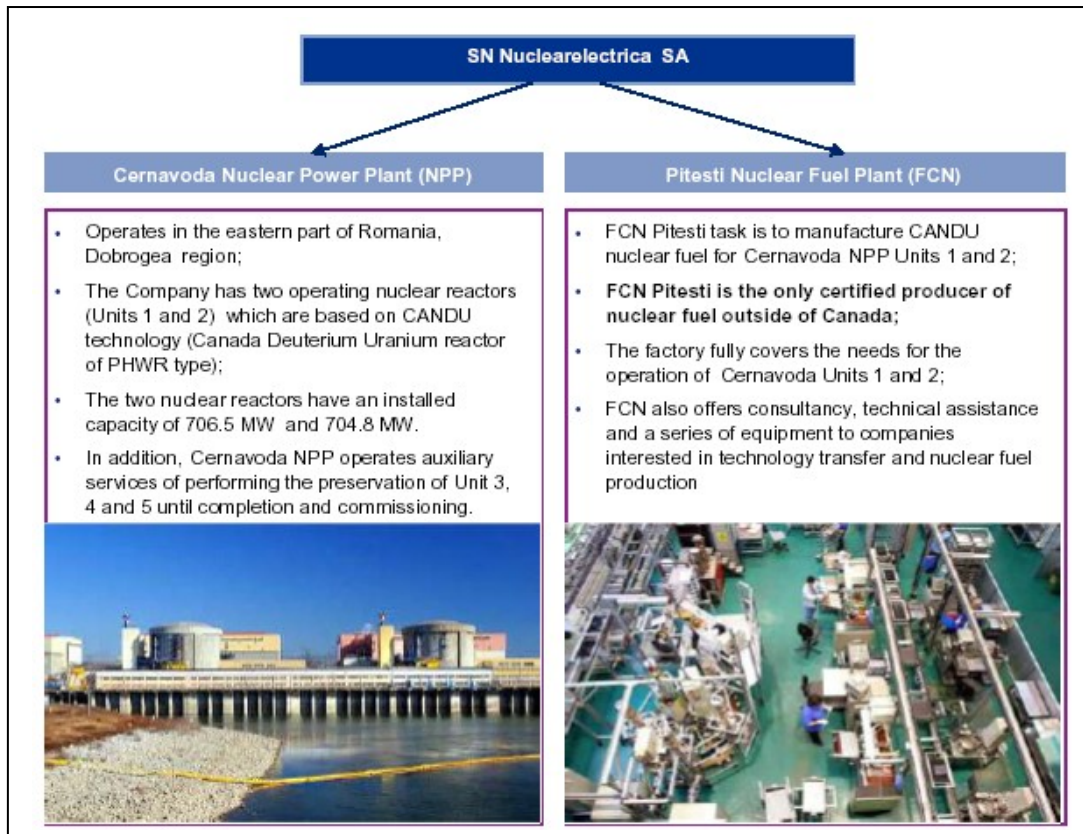 SN Nuclearelectrica SA
Cernavoda Nuclear Power Plant (NPP)
• Operates in the eastern part of Romania,
Dobrogea region;
• The Company has two operating nuclear reactors
(Units 1 and 2) which are based on CANDU
technology (Canada Deuterium Uranium reactor
of PHWR type);
• The two nuclear reactors have an installed
capacity of 706.5 MW and 704.8 MW.
• In addition, Cernavoda NPP operates auxiliary
services of performing the preservation of Unit 3,
4 and 5 until completion and commissioning.
Pitesti Nuclear Fuel Plant (FCN)
• FCN Pitesti task is to manufacture CANDU
nuclear fuel for Cernavoda NPP Units 1 and 2;
• FCN Pitesti is the only certified producer of
nuclear fuel outside of Canada;
• The factory fully covers the needs for the
operation of Cernavoda Units 1 and 2;
• FCN also offers consultancy, technical assistance
and a series of equipment to companies
interested in technology transfer and nuclear fuel
production